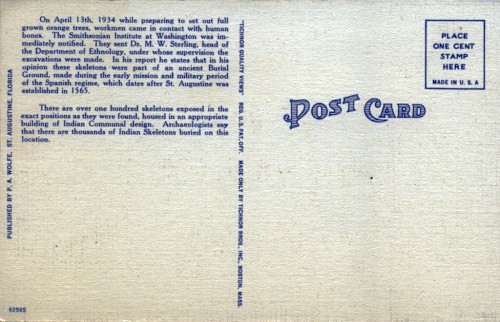 On April 13th, 1934 while preparing to set out full
grown orange trees, workmen came in contact with human
bones. The Smithsonian Institute at Washington was im-
mediately notified. They sent Dr. M. W. Sterling, head of
the Department of Ethnology, under whose supervision the
excavations were made. In his report he states that in his
opinion these skeletons were part of an ancient Burial
Ground, made during the early mission and military period
of the Spanish regime, which dates after St. Augustine was
established in 1565.
There are over one hundred skeletons exposed in the
exact positions as they were found, housed in an appropriate
building of Indian Communal design. Archaeologists say
that there are thousands of Indian Skeletons buried on this
location.
PUBLISHED BY P. A. WOLFE, ST. AUGUSTINE, FLORIDA
62565
"TICHNOR QUALITY VIEWS" REG. U. S. PAT. OFF. MADE ONLY BY TICHNOR BROS., INC., BOSTON, MASS.
POST CARD
PLACE
ONE CENT
STAMP
HERE
MADE IN U. S. A